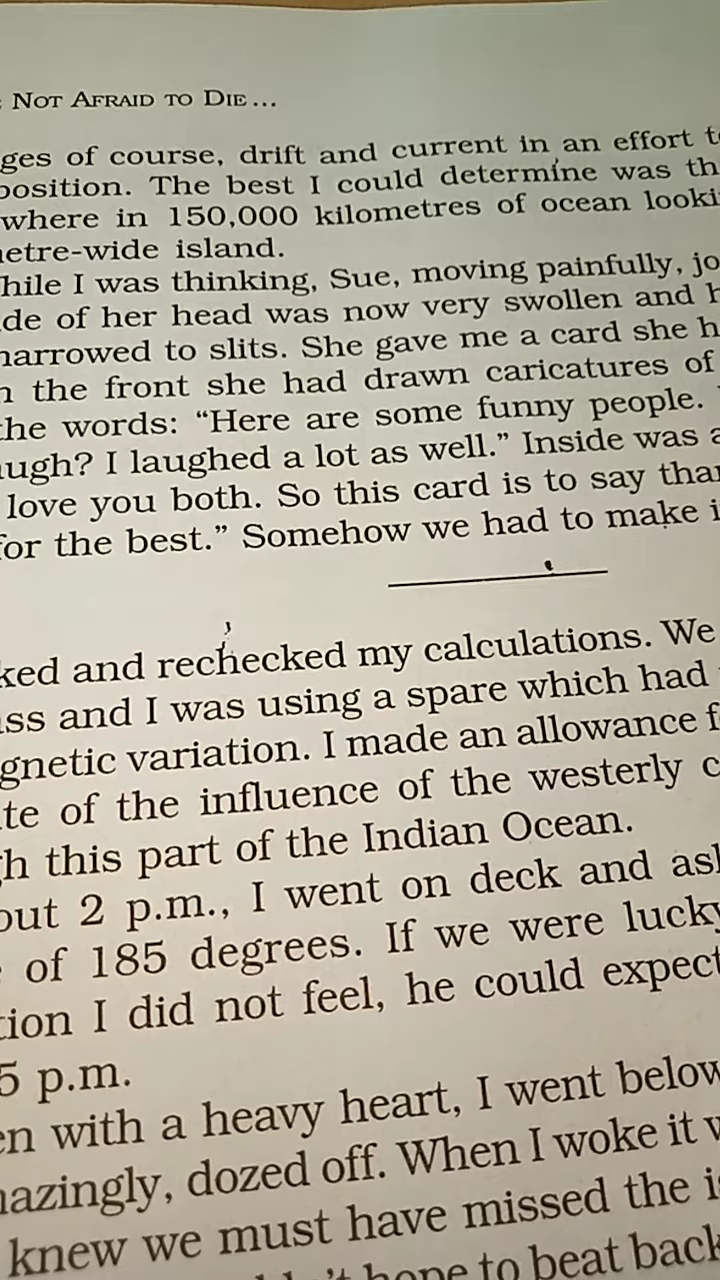 NOT AFRAID TO DIE...
ges of course, drift and current in an effort
position. The best I could determine was
where in 150,000 kilometres of ocean
etre-wide island.
hile I was thinking, Sue, moving painfully,
de of her head was now very swollen and
narrowed to slits. She gave me a card she
the front she had drawn caricatures of
the words: “Here are some funny people.
ugh? I laughed a lot as well.” Inside was
love you both. So this card is to say
for the best.” Somehow we had to make
ked and rechecked my calculations. We
ss and I was using a spare which had
gnetic variation. I made an allowance
te of the influence of the westerly
h this part of the Indian Ocean.
out 2 p.m., I went on deck and
of 185 degrees. If we were lucky
tion I did not feel, he could expect
5 p.m.
en with a heavy heart, I went below
azingly, dozed off. When I woke it
knew we must have missed the
hope to beat back